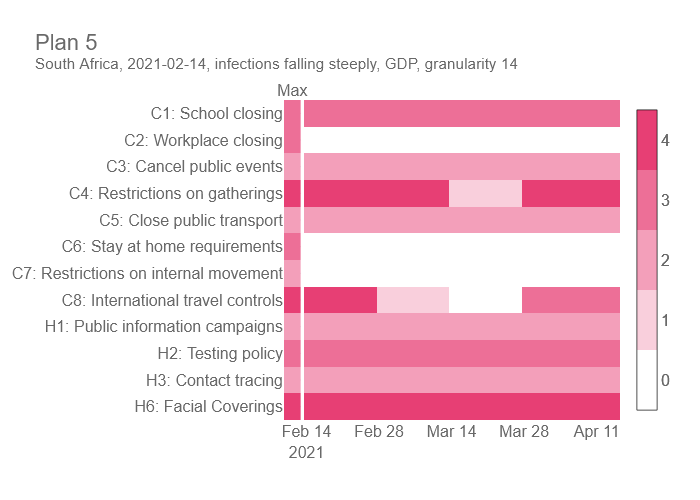 Plan 5
South Africa, 2021-02-14, infections falling steeply, GDP, granularity 14
Max
C1: School closing
C2: Workplace closing
C3: Cancel public events
C4: Restrictions on gatherings
C5: Close public transport
C6: Stay at home requirements
C7: Restrictions on internal movement
C8: International travel controls
H1: Public information campaigns
H2: Testing policy
H3: Contact tracing
H6: Facial Coverings
4
3
2
1
0
Feb 14 Feb 28 Mar 14 Mar 28 Apr 11
2021